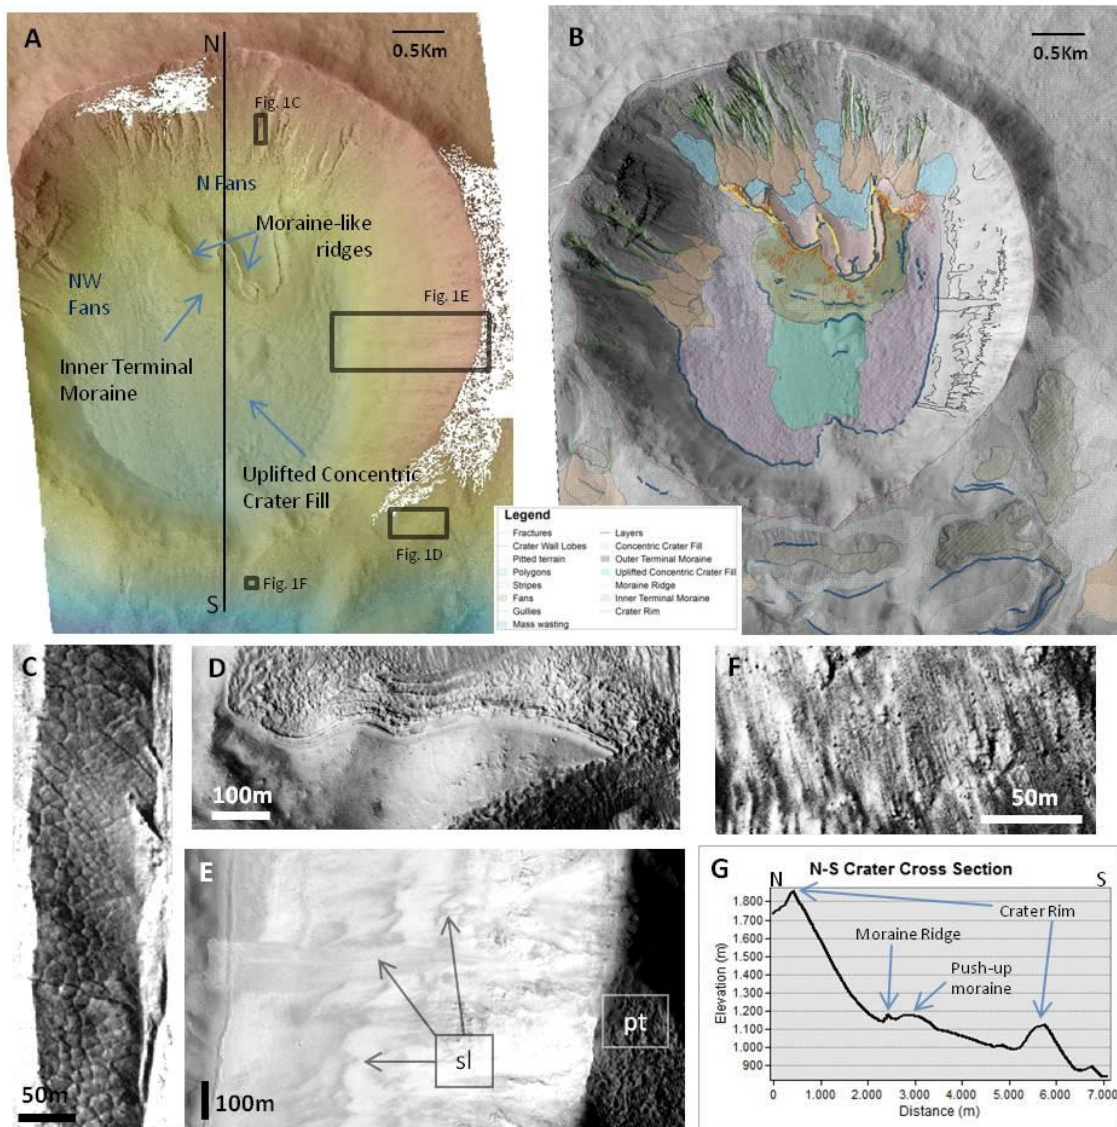 A
N
0.5Km
Fig. 1C
N Fans
Moraine-like
ridges
NW
Fans
Fig. 1E
Inner Terminal
Moraine
Uplifted Concentric
Crater Fill
Fig. 1D
Fig. 1F
S
B
0.5Km
Legend
Fractures
Crater Wall Lobes
Pitted terrain
Polygons
Stripes
Fans
Gullies
Mass wasting
Layers
Concentric Crater Fill
Outer Terminal Moraine
Uplifted Concentric Crater Fill
Moraine Ridge
Inner Terminal Moraine
Crater Rim
C
50m
D
100m
F
50m
E
sl
pt
100m
G
N-S Crater Cross Section
N
S
Crater Rim
Moraine Ridge
Push-up
moraine
Elevation (m)
1.800
1.700
1.600
1.500
1.400
1.300
1.200
1.100
1.000
900
0
1.000
2.000
3.000
4.000
5.000
6.000
7.000
Distance (m)